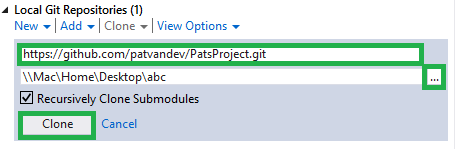 Local Git Repositories (1)
New Add Clone (1) View Options
https://github.com/patvandev/PatsProject.git
\\Mac\Home\Desktop\abc ...
Recursively Clone Submodules
Clone Cancel